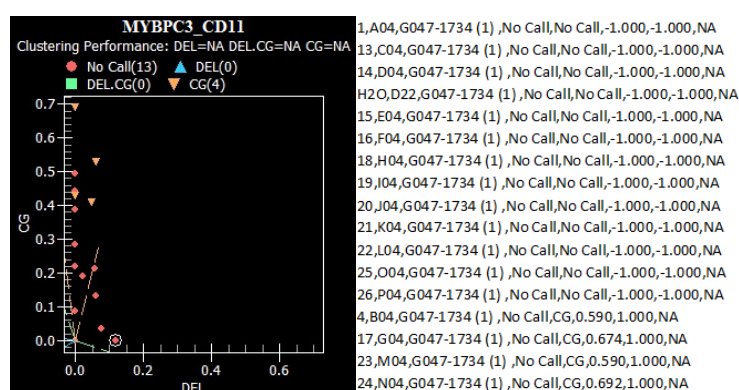 MYBPC3_CD11
Clustering Performance: DEL=NA DEL.CG=NA CG=NA
No Call(13) DEL(0)
DEL.CG(0) CG(4)
0.7
0.6
0.5
0.4
0.3
0.2
0.1
0.0
CG
0.0 0.2 0.4 0.6
DEL
1,A04,G047-1734 (1) ,No Call,No Call,-1.000,-1.000,NA
13,C04,G047-1734 (1) ,No Call,No Call,-1.000,-1.000,NA
14,D04,G047-1734 (1) ,No Call,No Call,-1.000,-1.000,NA
H2O,D22,G047-1734 (1) ,No Call,No Call,-1.000,-1.000,NA
15,E04,G047-1734 (1) ,No Call,No Call,-1.000,-1.000,NA
16,F04,G047-1734 (1) ,No Call,No Call,-1.000,-1.000,NA
18,H04,G047-1734 (1) ,No Call,No Call,-1.000,-1.000,NA
19,I04,G047-1734 (1) ,No Call,No Call,-1.000,-1.000,NA
20,J04,G047-1734 (1) ,No Call,No Call,-1.000,-1.000,NA
21,K04,G047-1734 (1) ,No Call,No Call,-1.000,-1.000,NA
22,L04,G047-1734 (1) ,No Call,No Call,-1.000,-1.000,NA
25,O04,G047-1734 (1) ,No Call,No Call,-1.000,-1.000,NA
26,P04,G047-1734 (1) ,No Call,No Call,-1.000,-1.000,NA
4,B04,G047-1734 (1) ,No Call,CG,0.590,1.000,NA
17,G04,G047-1734 (1) ,No Call,CG,0.674,1.000,NA
23,M04,G047-1734 (1) ,No Call,CG,0.590,1.000,NA
24,N04,G047-1734 (1) ,No Call,CG,0.692,1.000,NA